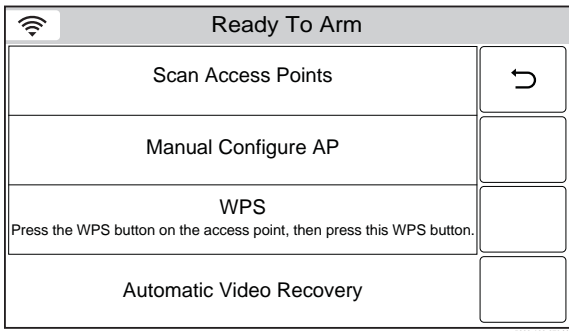 Ready To Arm
Scan Access Points
Manual Configure AP
WPS
Press the WPS button on the access point, then press this WPS button.
Automatic Video Recovery